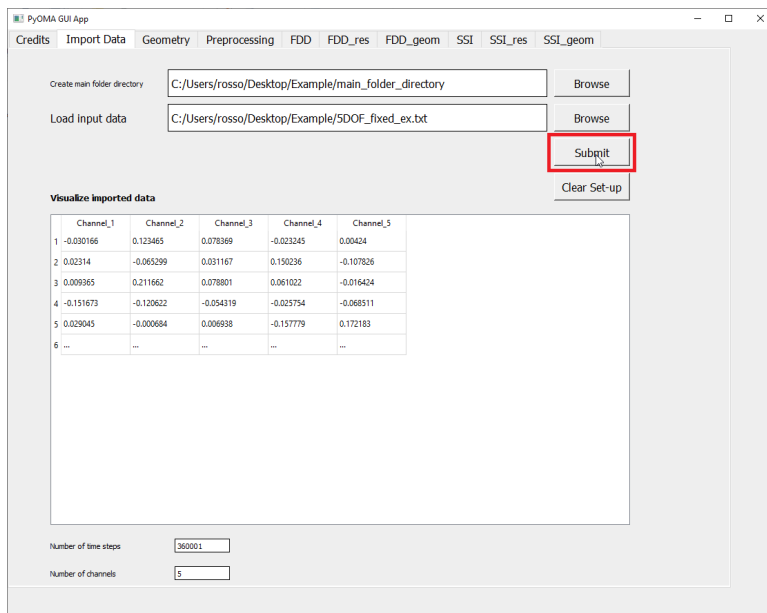 PyOMA GUI App
Credits Import Data Geometry Preprocessing FDD FDD_res FDD_geom SSI SSI_res SSI_geom
Create main folder directory C:/Users/rosso/Desktop/Example/main_folder_directory Browse
Load input data C:/Users/rosso/Desktop/Example/5DOF_fixed_ex.txt Browse
Submit
Clear Set-up
Visualize imported data
Channel_1 Channel_2 Channel_3 Channel_4 Channel_5
1 -0.030166 0.123465 0.078369 -0.023245 0.00424
2 0.02314 -0.065299 0.031167 0.150236 -0.107826
3 0.009365 0.211662 0.078801 0.061022 -0.016424
4 -0.151673 -0.120622 -0.054319 -0.025754 -0.068511
5 0.029045 -0.000684 0.006938 -0.157779 0.172183
6 ... ... ... ... ...
Number of time steps 360001
Number of channels 5